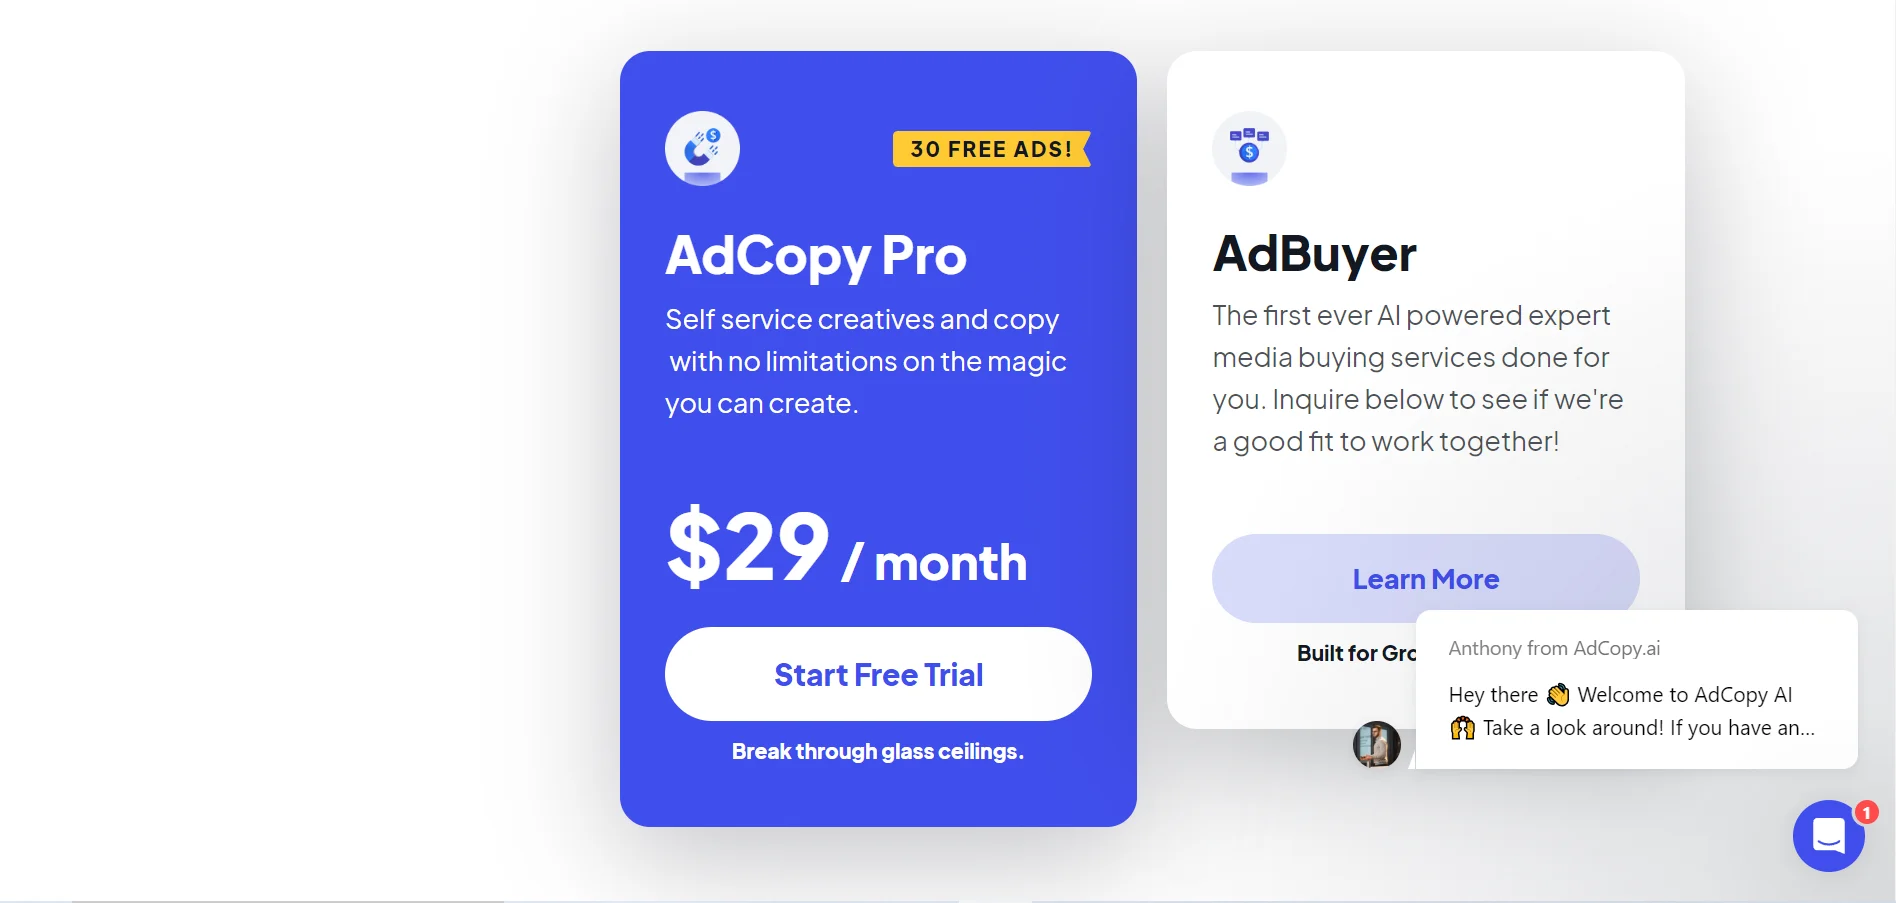 30 FREE ADS!
AdCopy Pro
Self service creatives and copy
with no limitations on the magic
you can create.
$29 / month
Start Free Trial
Break through glass ceilings.
AdBuyer
The first ever AI powered expert
media buying services done for
you. Inquire below to see if we're
a good fit to work together!
Learn More
Built for Gro
Anthony from AdCopy.ai
Hey there 👋 Welcome to AdCopy AI
🙌 Take a look around! If you have an...
1